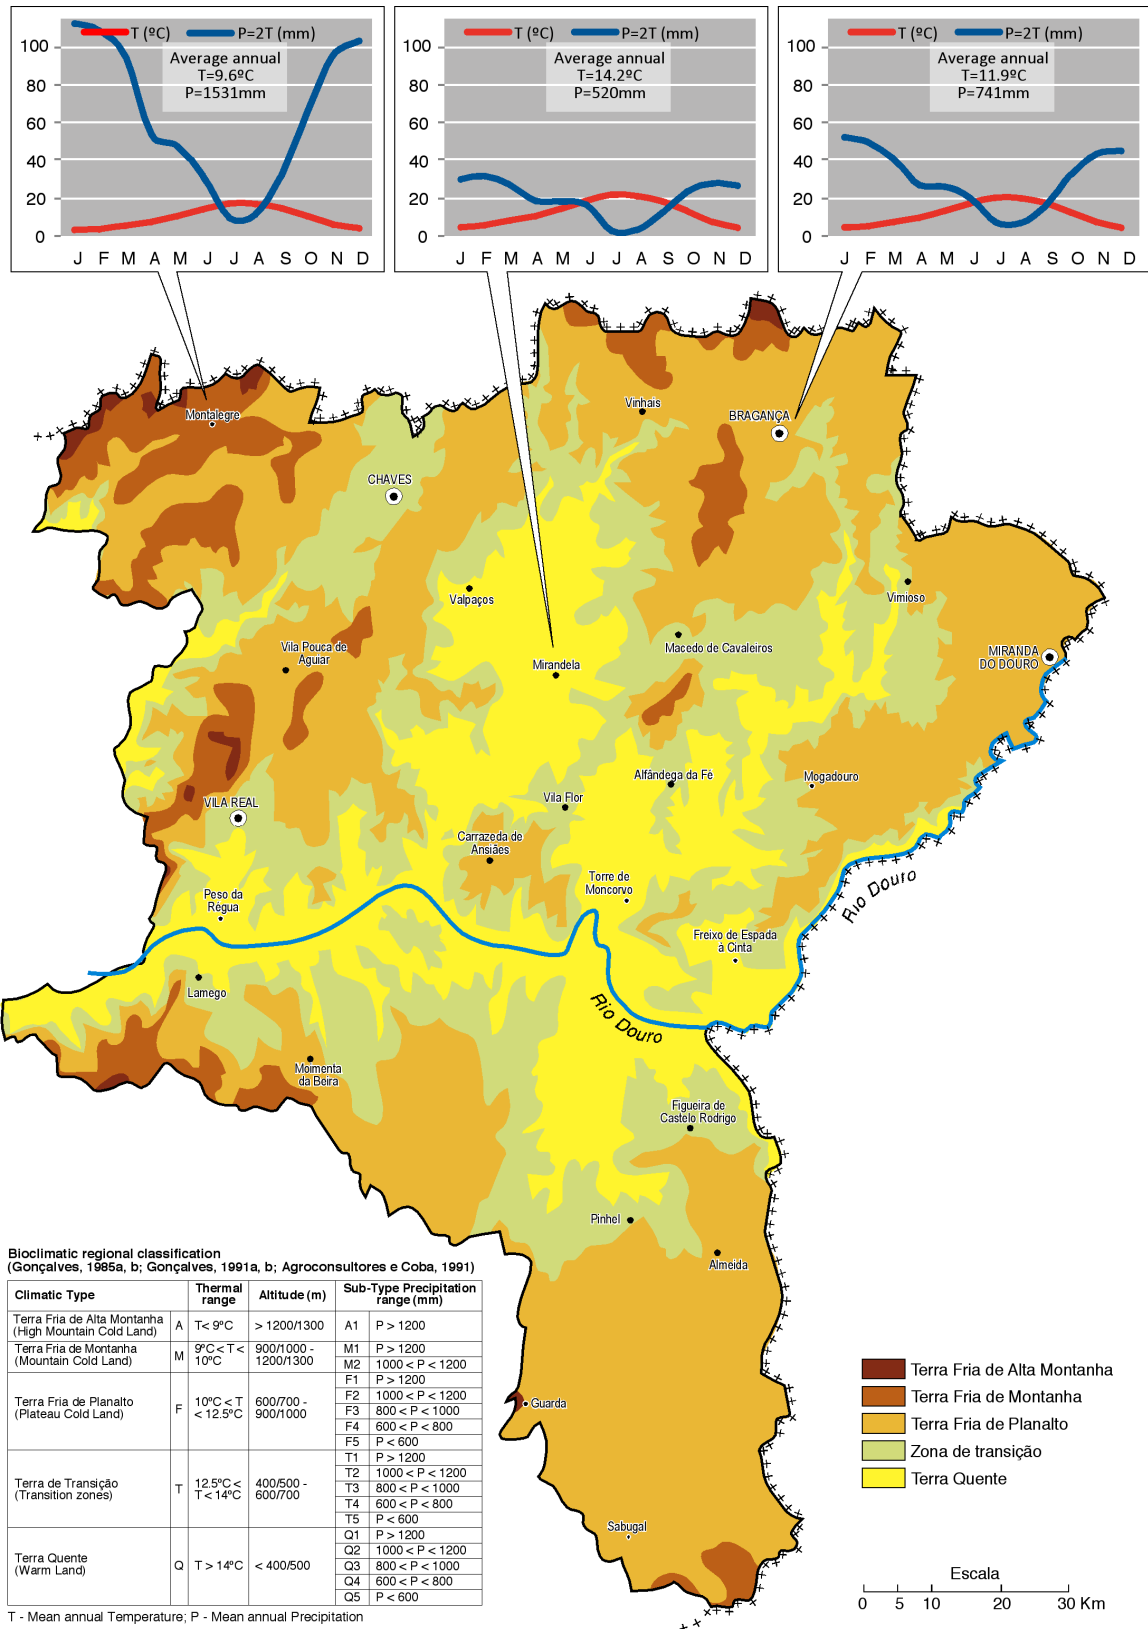 T (ºC) P=2T (mm)
Average annual
T=9.6ºC
P=1531mm
100
80
60
40
20
0
J F M A M J J A S O N D
T (ºC) P=2T (mm)
Average annual
T=14.2ºC
P=520mm
100
80
60
40
20
0
J F M A M J J A S O N D
T (ºC) P=2T (mm)
Average annual
T=11.9ºC
P=741mm
100
80
60
40
20
0
J F M A M J J A S O N D
Montalegre
Vinhais
BRAGANÇA
CHAVES
Valpaços
Vimioso
Vila Pouca de
Aguiar
Macedo de Cavaleiros
Mirandela
MIRANDA
DO DOURO
Alfândega da Fé
Mogadouro
Vila Flor
VILA REAL
Carrazeda de
Ansiães
Torre de
Moncorvo
Peso da
Régua
Rio Douro
Freixo de Espada
à Cinta
Lamego
Rio Douro
Moimenta
da Beira
Figueira de
Castelo Rodrigo
Pinhel
Almeida
Guarda
Sabugal
Bioclimatic regional classification
(Gonçalves, 1985a, b; Gonçalves, 1991a, b; Agroconsultores e Coba, 1991)
Climatic Type Thermal range Altitude (m) Sub-Type Precipitation range (mm)
Terra Fria de Alta Montanha
(High Mountain Cold Land) A T< 9ºC > 1200/1300 A1 P > 1200
Terra Fria de Montanha
(Mountain Cold Land) M 9ºC < T < 10ºC 900/1000 - 1200/1300 M1 P > 1200
M2 1000 < P < 1200
Terra Fria de Planalto
(Plateau Cold Land) F 10ºC < T < 12.5ºC 600/700 - 900/1000 F1 P > 1200
F2 1000 < P < 1200
F3 800 < P < 1000
F4 600 < P < 800
F5 P < 600
Terra de Transição
(Transition zones) T 12.5ºC < T < 14ºC 400/500 - 600/700 T1 P > 1200
T2 1000 < P < 1200
T3 800 < P < 1000
T4 600 < P < 800
T5 P < 600
Terra Quente
(Warm Land) Q T > 14ºC < 400/500 Q1 P > 1200
Q2 1000 < P < 1200
Q3 800 < P < 1000
Q4 600 < P < 800
Q5 P < 600
T - Mean annual Temperature; P - Mean annual Precipitation
Terra Fria de Alta Montanha
Terra Fria de Montanha
Terra Fria de Planalto
Zona de transição
Terra Quente
Escala
0 5 10 20 30 Km